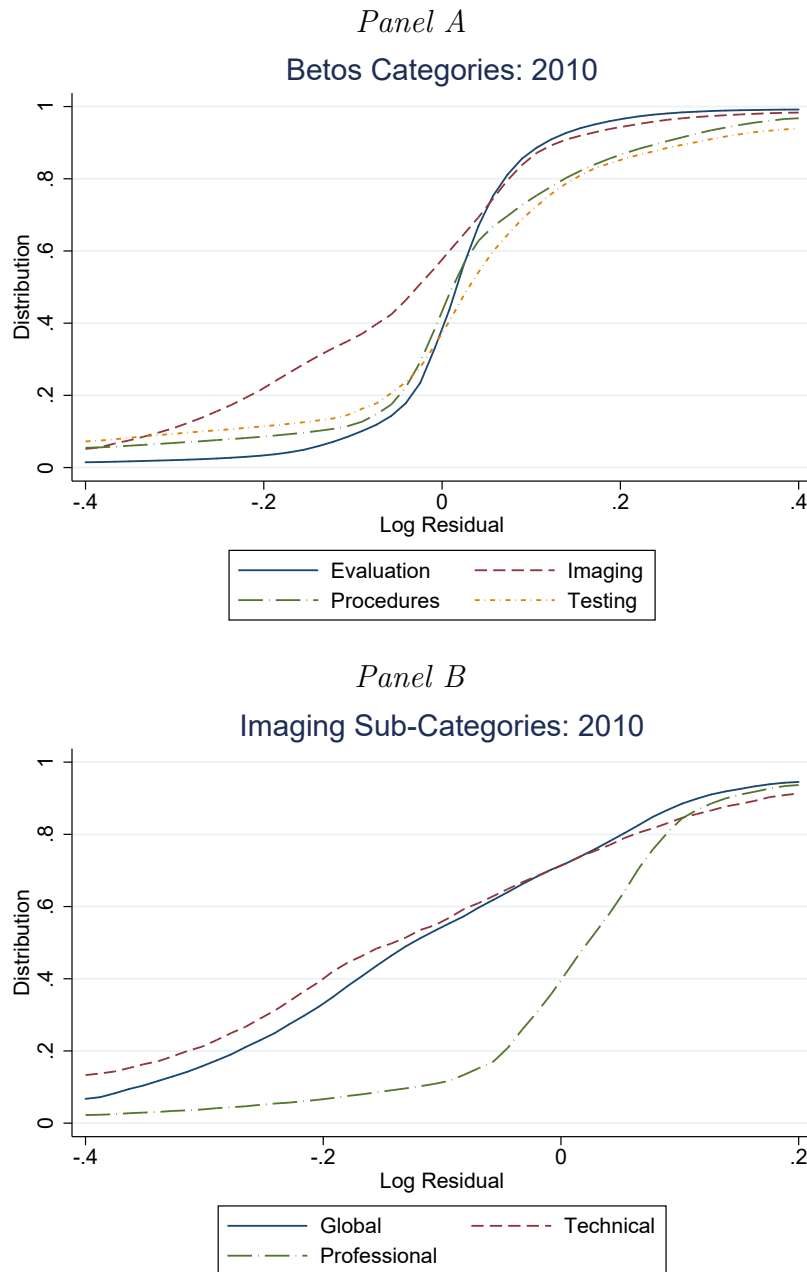 Panel A
Betos Categories: 2010
Distribution
1
.8
.6
.4
.2
0
-.4 -.2 0 .2 .4
Log Residual
Evaluation Imaging
Procedures Testing
Panel B
Imaging Sub-Categories: 2010
Distribution
1
.8
.6
.4
.2
0
-.4 -.2 0 .2
Log Residual
Global Technical
Professional